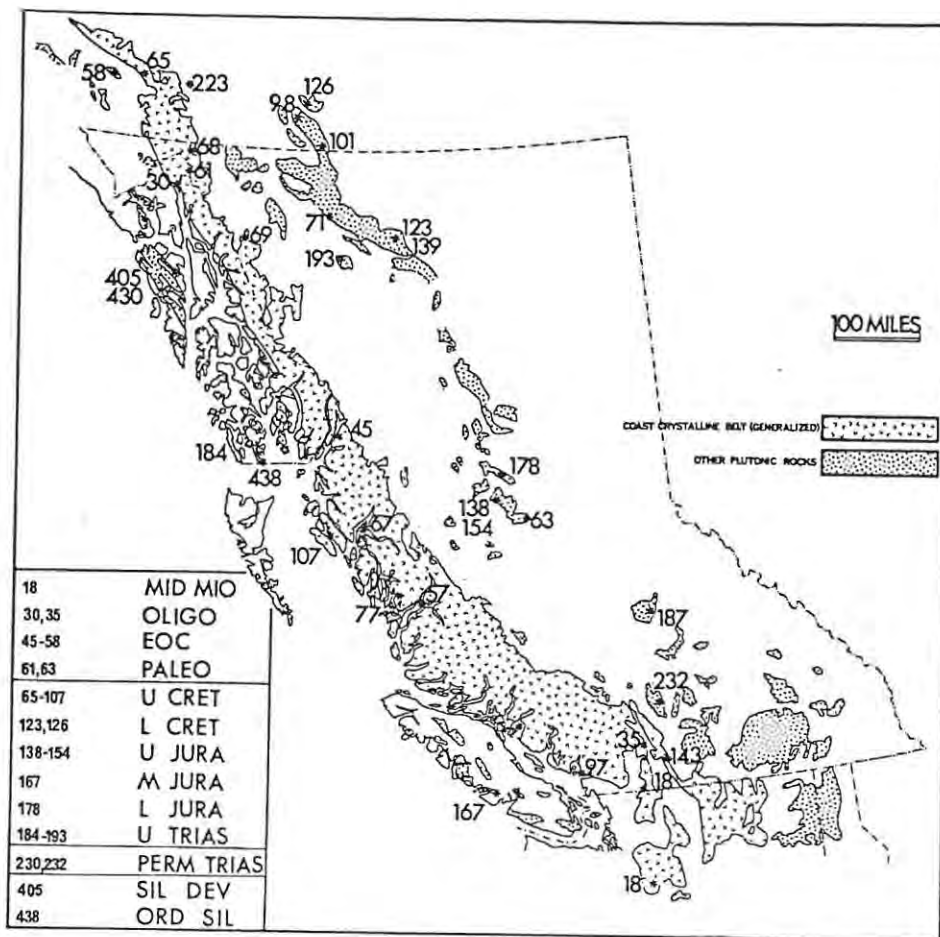 126
65
58
223
98
101
68
61
30
71
123
139
69
193
405
430
100 MILES
COAST CRYSTALLINE BELT (GENERALIZED)
45
184
438
OTHER PLUTONIC ROCKS
178
138
154
63
67
107
57
77
187
232
35
143
97
18
167
18
18 MID MIO
30,35 OLIGO
45-58 EOC
61,63 PALEO
65-107 U CRET
123,126 L CRET
138-154 U JURA
167 M JURA
178 L JURA
184-193 U TRIAS
230,232 PERM TRIAS
405 SIL DEV
438 ORD SIL